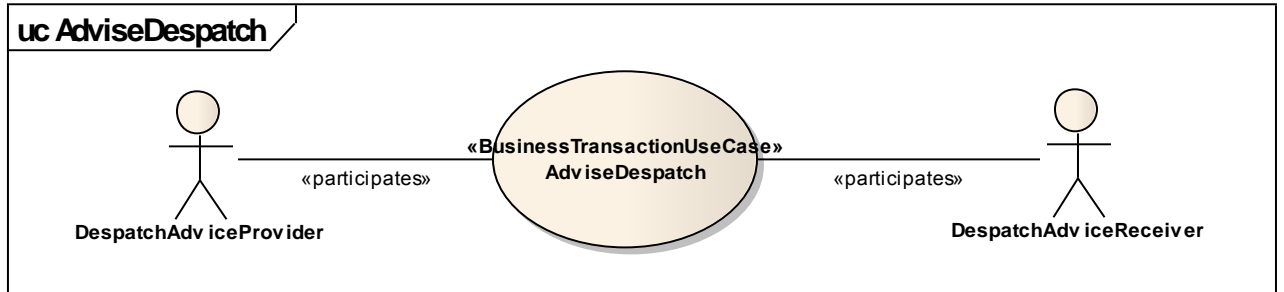 uc AdviseDespatch
«BusinessTransactionUseCase»
AdviseDespatch
«participates»
«participates»
DespatchAdviceProvider
DespatchAdviceReceiver